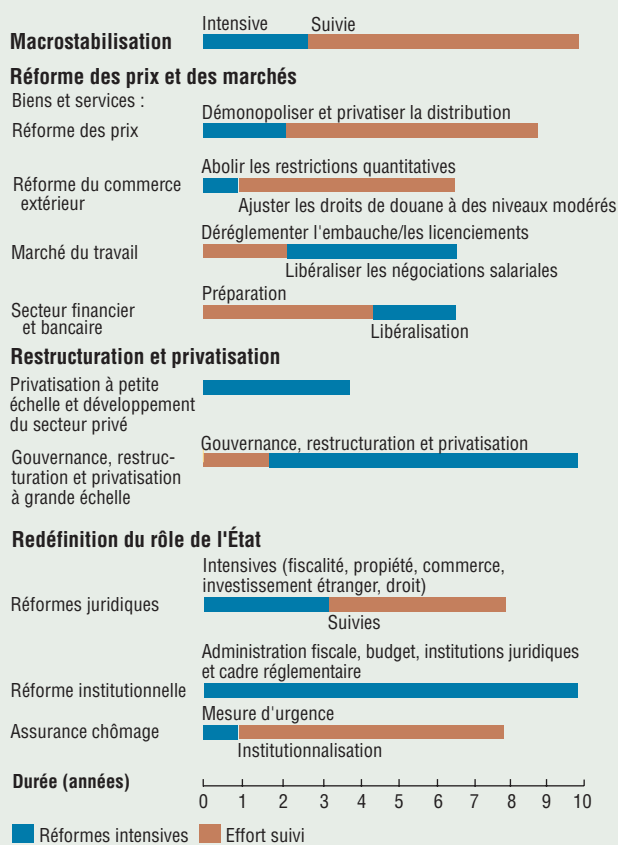 Intensive Suivie
Macrostabilisation
Réforme des prix et des marchés
Biens et services :
Démonopoliser et privatiser la distribution
Réforme des prix
Abolir les restrictions quantitatives
Réforme du commerce
extérieur
Ajuster les droits de douane à des niveaux modérés
Déréglementer l'embauche/les licenciements
Marché du travail
Libéraliser les négociations salariales
Préparation
Secteur financier
et bancaire
Libéralisation
Restructuration et privatisation
Privatisation à petite
échelle et développement
du secteur privé
Gouvernance, restructuration et privatisation
Gouvernance, restruc-
turation et privatisation
à grande échelle
Redéfinition du rôle de l'État
Intensives (fiscalité, propiété, commerce,
investissement étranger, droit)
Réformes juridiques
Suivies
Administration fiscale, budget, institutions juridiques
et cadre réglementaire
Réforme institutionnelle
Mesure d'urgence
Assurance chômage
Institutionnalisation
Durée (années)
0 1 2 3 4 5 6 7 8 9 10
Réformes intensives Effort suivi